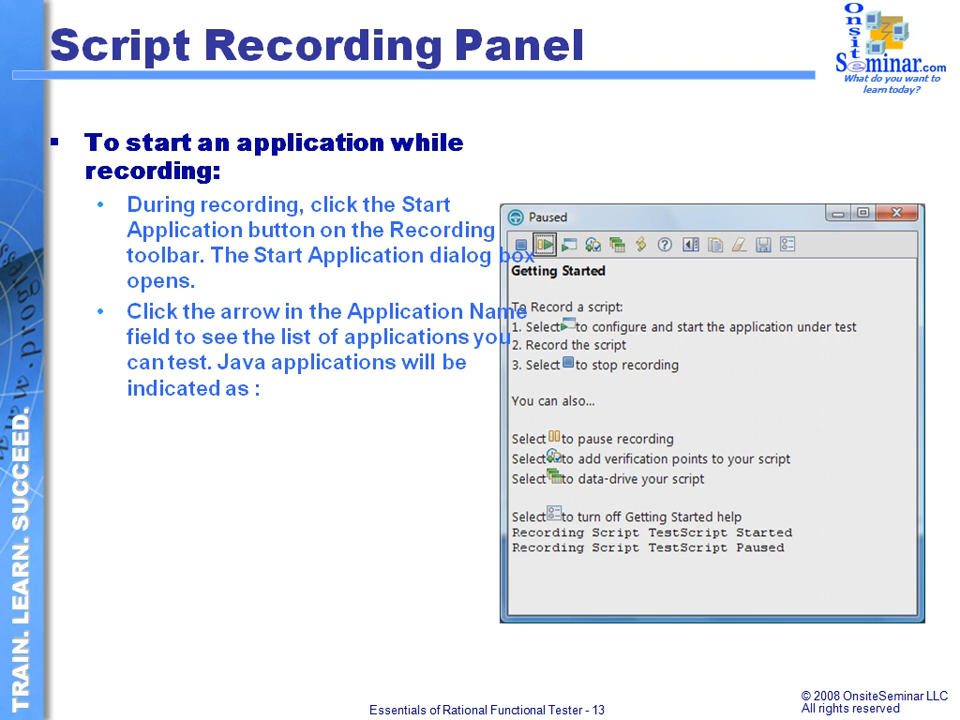 Script Recording Panel
Onsite
Seminar.com
What do you want to
learn today?
▪ To start an application while
recording:
• During recording, click the Start
Application button on the Recording
toolbar. The Start Application dialog box
opens.
• Click the arrow in the Application Name
field to see the list of applications you
can test. Java applications will be
indicated as :
Paused
Getting Started
To Record a script:
1. Select to configure and start the application under test
2. Record the script
3. Select to stop recording
You can also...
Select to pause recording
Select to add verification points to your script
Select to data-drive your script
Select to turn off Getting Started help
Recording Script TestScript Started
Recording Script TestScript Paused
TRAIN. LEARN. SUCCEED.
Essentials of Rational Functional Tester - 13
© 2008 OnsiteSeminar LLC
All rights reserved